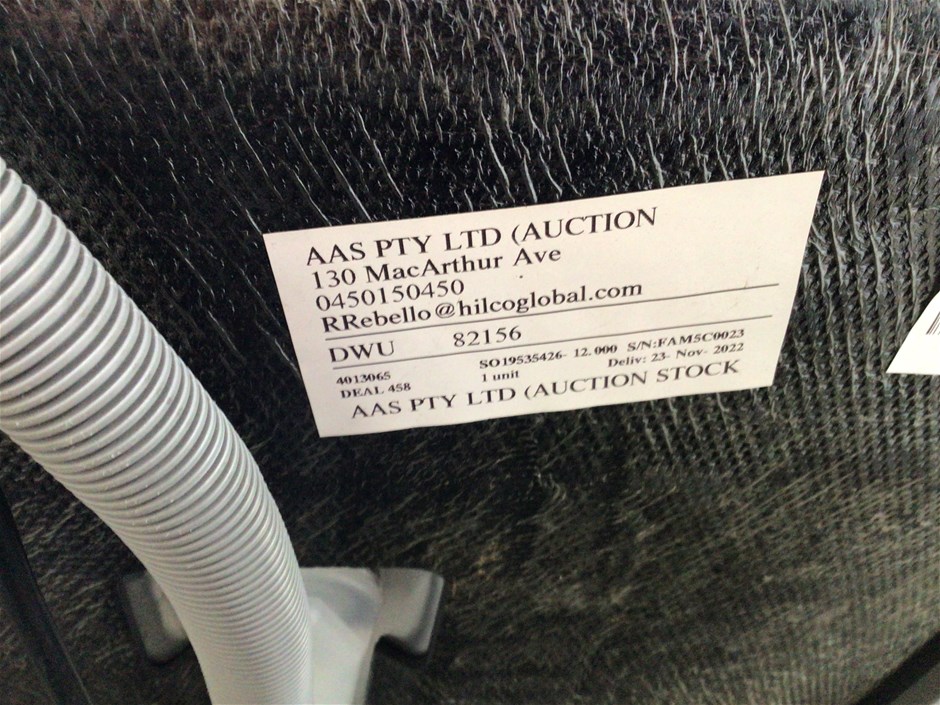 AAS PTY LTD (AUCTION
130 MacArthur Ave
0450150450
RRebello@hilcoglobal.com
DWU 82156
4013065 SO19535426- 12.000 S/N:FAM5C0023
DEAL 458 1 unit Deliv: 23- Nov- 2022
AAS PTY LTD (AUCTION STOCK